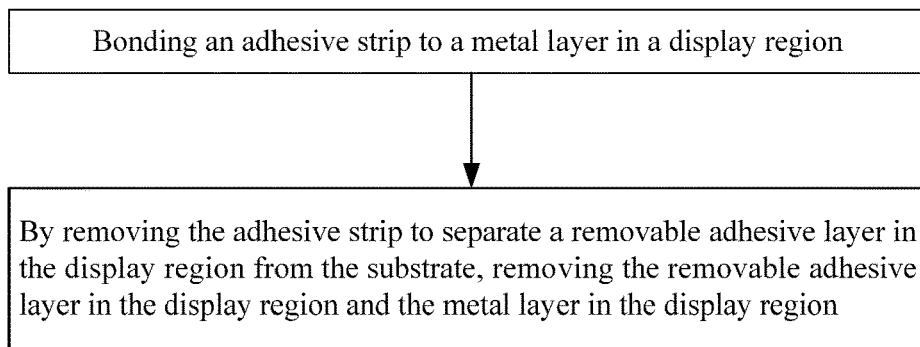 Bonding an adhesive strip to a metal layer in a display region
By removing the adhesive strip to separate a removable adhesive layer in
the display region from the substrate, removing the removable adhesive
layer in the display region and the metal layer in the display region